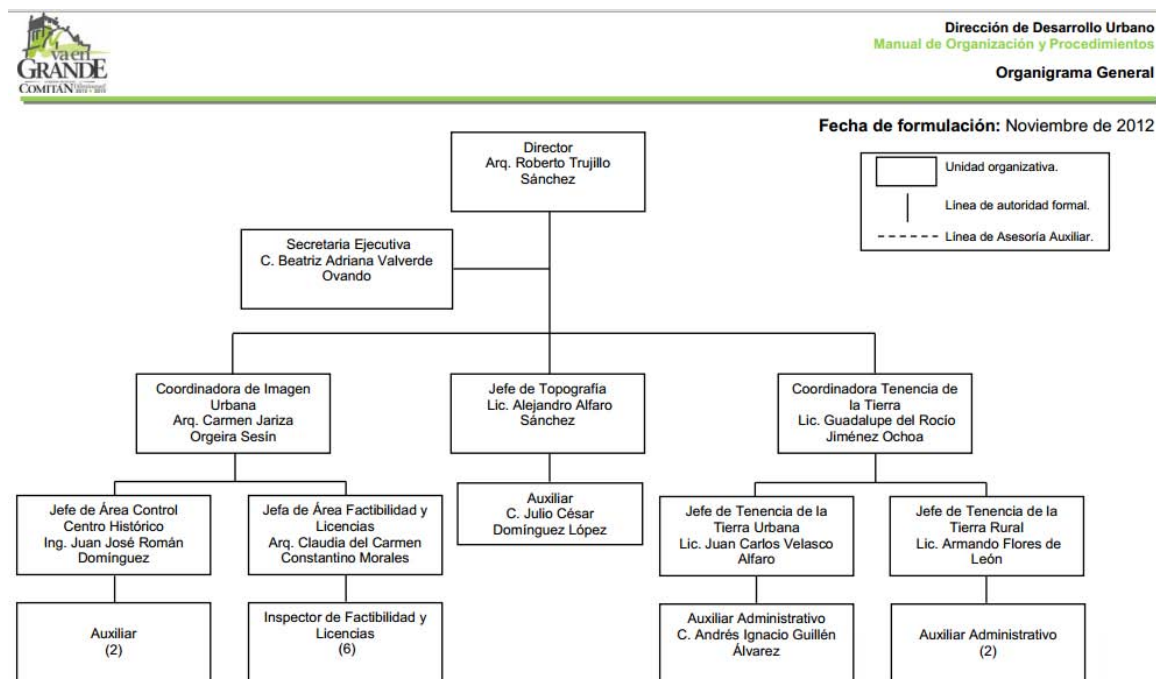 va en
GRANDE
COMITÁN
Dirección de Desarrollo Urbano
Manual de Organización y Procedimientos
Organigrama General
Fecha de formulación: Noviembre de 2012
Unidad organizativa.
Línea de autoridad formal.
Línea de Asesoría Auxiliar.
Director
Arq. Roberto Trujillo
Sánchez
Secretaria Ejecutiva
C. Beatriz Adriana Valverde
Ovando
Coordinadora de Imagen
Urbana
Arq. Carmen Jariza
Orgeira Sesín
Jefe de Topografía
Lic. Alejandro Alfaro
Sánchez
Coordinadora Tenencia de
la Tierra
Lic. Guadalupe del Rocío
Jiménez Ochoa
Jefe de Área Control
Centro Histórico
Ing. Juan José Román
Domínguez
Jefa de Área Factibilidad y
Licencias
Arq. Claudia del Carmen
Constantino Morales
Auxiliar
C. Julio César
Domínguez López
Jefe de Tenencia de la
Tierra Urbana
Lic. Juan Carlos Velasco
Alfaro
Jefe de Tenencia de la
Tierra Rural
Lic. Armando Flores de
León
Auxiliar
(2)
Inspector de Factibilidad y
Licencias
(6)
Auxiliar Administrativo
C. Andrés Ignacio Guillén
Álvarez
Auxiliar Administrativo
(2)